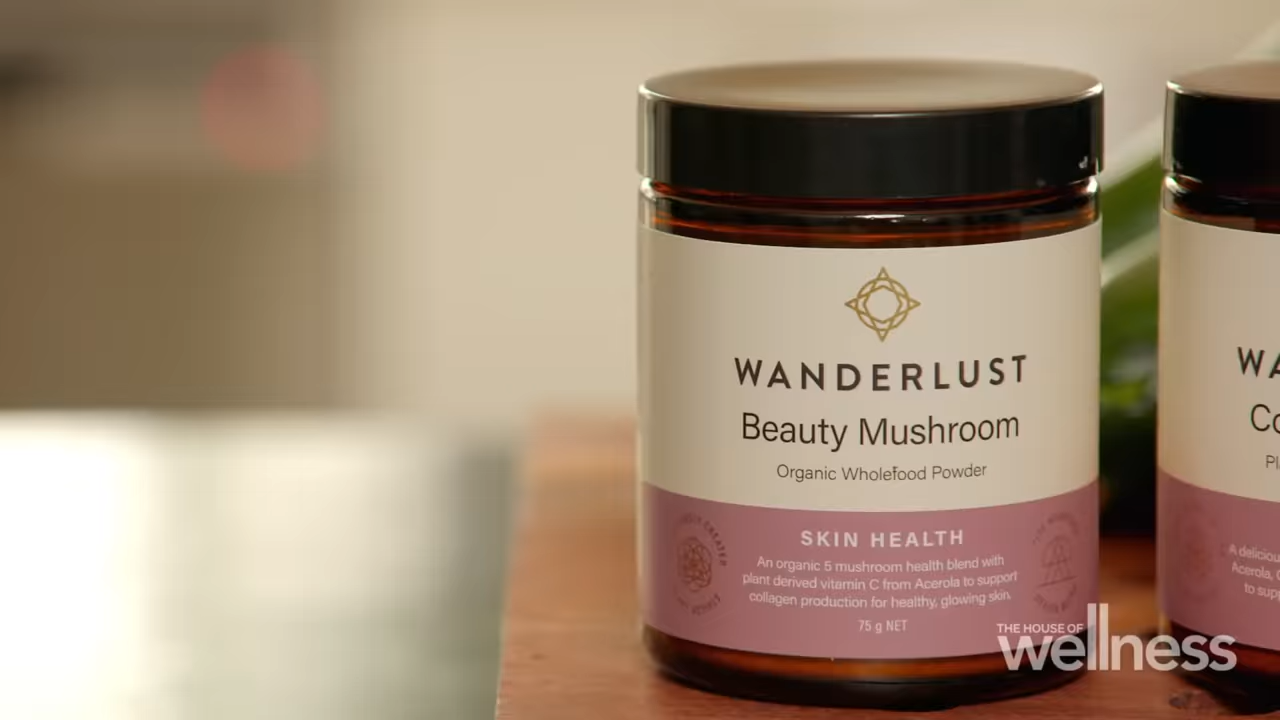 WANDERLUST
Beauty Mushroom
Organic Wholefood Powder
SKIN HEALTH
An organic 5 mushroom health blend with
plant derived vitamin C from Acerola to support
collagen production for healthy, glowing skin.
75 g NET
WA
Co
Pl
A delicious
Acerola, C
to supp
THE HOUSE OF
wellness